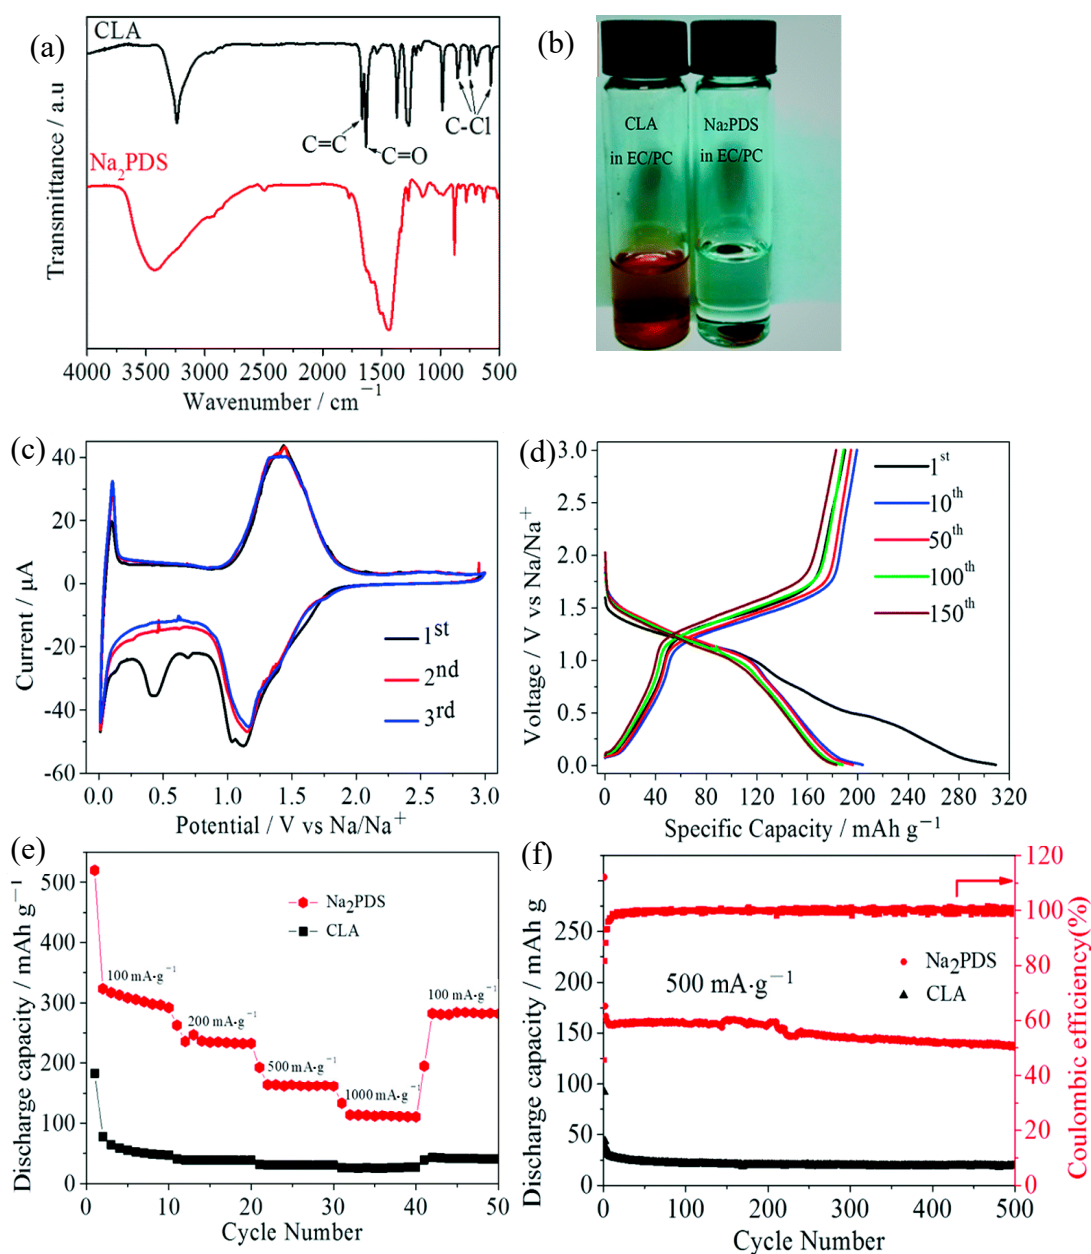 (a)
CLA
C=C
C=O
C-Cl
Na₂PDS
Transmittance / a.u
4000 3500 3000 2500 2000 1500 1000 500
Wavenumber / cm⁻¹
(b)
CLA
in EC/PC
Na₂PDS
in EC/PC
(c)
40
20
0
-20
-40
-60
Current / μA
1ˢᵗ
2ⁿᵈ
3ʳᵈ
0.0 0.5 1.0 1.5 2.0 2.5 3.0
Potential / V vs Na/Na⁺
(d)
3.0
2.5
2.0
1.5
1.0
0.5
0.0
Voltage / V vs Na/Na⁺
1ˢᵗ
10ᵗʰ
50ᵗʰ
100ᵗʰ
150ᵗʰ
0 40 80 120 160 200 240 280 320
Specific Capacity / mAh g⁻¹
(e)
500
400
300
200
100
0
Discharge capacity / mAh g⁻¹
Na₂PDS
CLA
100 mA·g⁻¹
200 mA·g⁻¹
500 mA·g⁻¹
1000 mA·g⁻¹
100 mA·g⁻¹
0 10 20 30 40 50
Cycle Number
(f)
250
200
150
100
50
0
Discharge capacity / mAh g
500 mA·g⁻¹
Na₂PDS
CLA
120
100
80
60
40
20
0
Coulombic efficiency(%)
0 100 200 300 400 500
Cycle Number